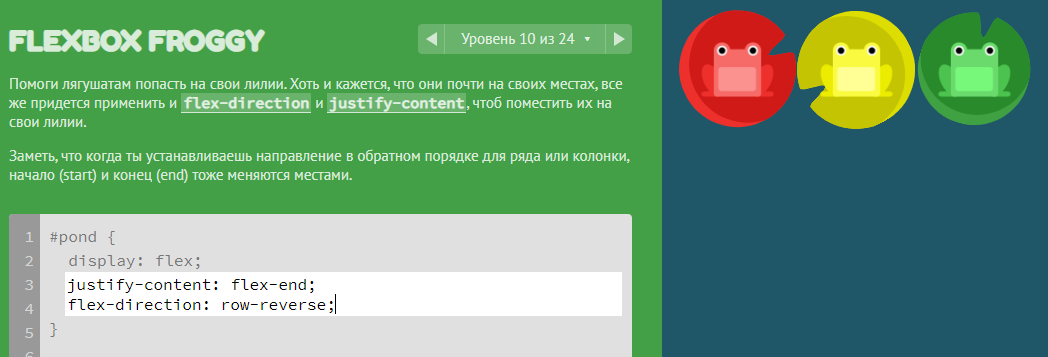 FLEXBOX FROGGY
Уровень 10 из 24
Помоги лягушатам попасть на свои лилии. Хоть и кажется, что они почти на своих местах, все
же придется применить и flex-direction и justify-content, чтоб поместить их на
свои лилии.
Заметь, что когда ты устанавливаешь направление в обратном порядке для ряда или колонки,
начало (start) и конец (end) тоже меняются местами.
1 #pond {
2 display: flex;
3 justify-content: flex-end;
4 flex-direction: row-reverse;
5 }
6